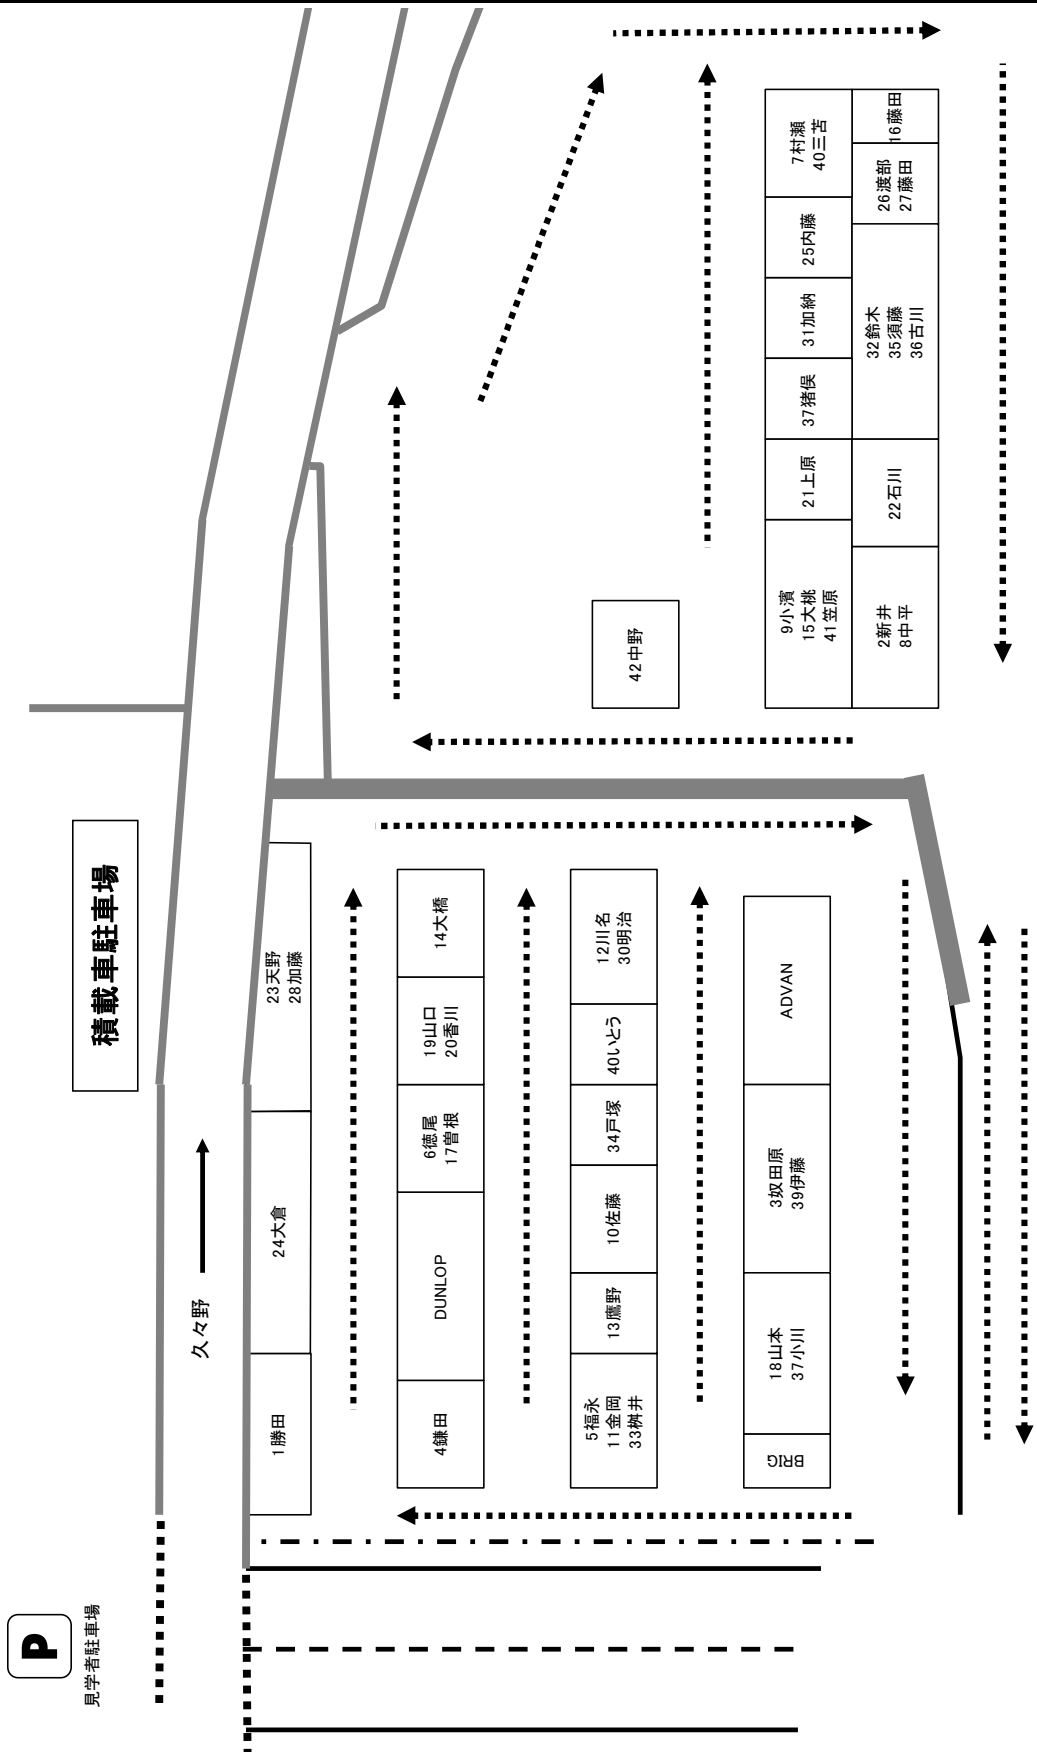 積載車駐車場
久々野
P
見学者駐車場
1勝田
24大倉
23天野
28加藤
4鎌田
DUNLOP
6徳尾
17曽根
19山口
20香川
14大橋
5福永
11金岡
33桝井
13鷹野
10佐藤
34戸塚
40いとう
12川名
30明治
BRIG
18山本
37小川
3奴田原
39伊藤
ADVAN
42中野
9小濱
15大桃
41笠原
21上原
37猪俣
31加納
25内藤
7村瀬
40三苫
2新井
8中平
22石川
32鈴木
35須藤
36古川
26渡部
27藤田
16藤田